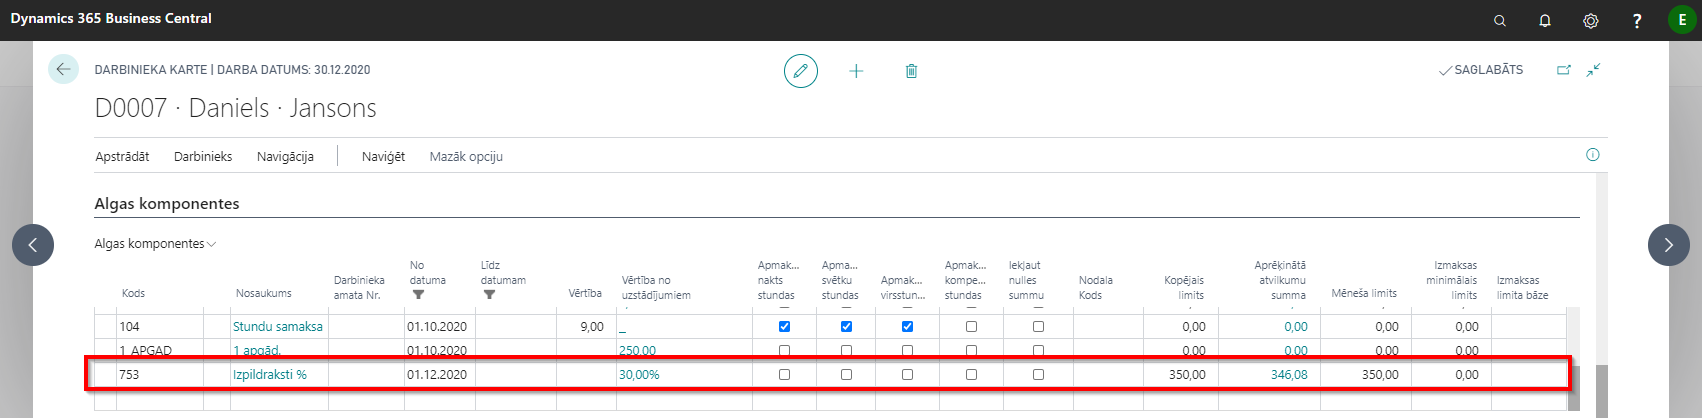 Dynamics 365 Business Central
?
E
DARBINIEKA KARTE | DARBA DATUMS: 30.12.2020
SAGLABĀTS
D0007 · Daniels · Jansons
Apstrādāt Darbinieks Navigācija Naviģēt Mazāk opciju
Algas komponentes
Algas komponentes
Kods
Nosaukums
Darbinieka
amata Nr.
No
datuma
Līdz
datumam
Vērtība
Vērtība no
uzstādījumiem
Apmak...
nakts
stundas
Apma...
svētku
stundas
Apmak...
virsstun...
Apmak...
kompe...
stundas
Iekļaut
nulles
summu
Nodala
Kods
Kopējais
limits
Aprēķinātā
atvilkumu
summa
Mēneša limits
Izmaksas
minimālais
limits
Izmaksas
limita bāze
104 Stundu samaksa 01.10.2020 9,00 _ 0,00 0,00 0,00 0,00
1_APGAD 1 apgād. 01.10.2020 250,00 0,00 0,00 0,00 0,00
753 Izpildraksti % 01.12.2020 30,00% 350,00 346,08 350,00 0,00